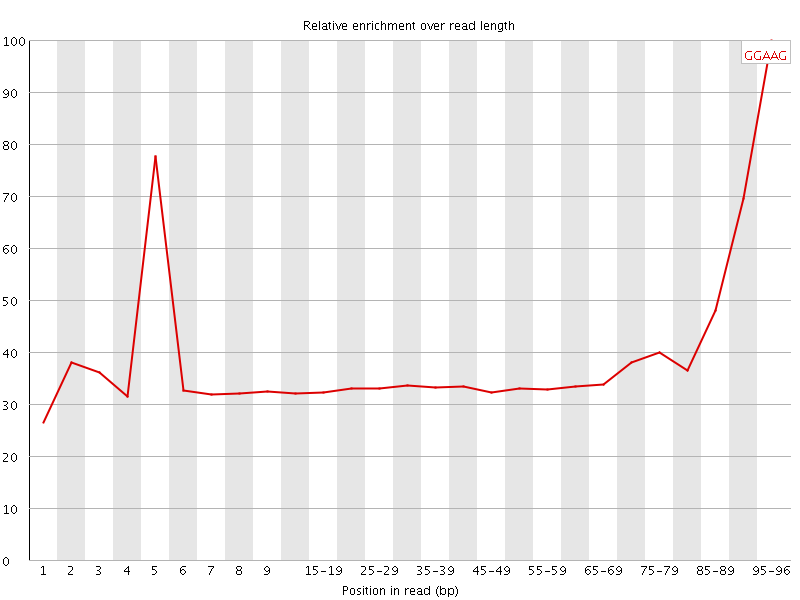 Relative enrichment over read length
100
90
80
70
60
50
40
30
20
10
0
GGAAG
1 2 3 4 5 6 7 8 9 15-19 25-29 35-39 45-49 55-59 65-69 75-79 85-89 95-96
Position in read (bp)